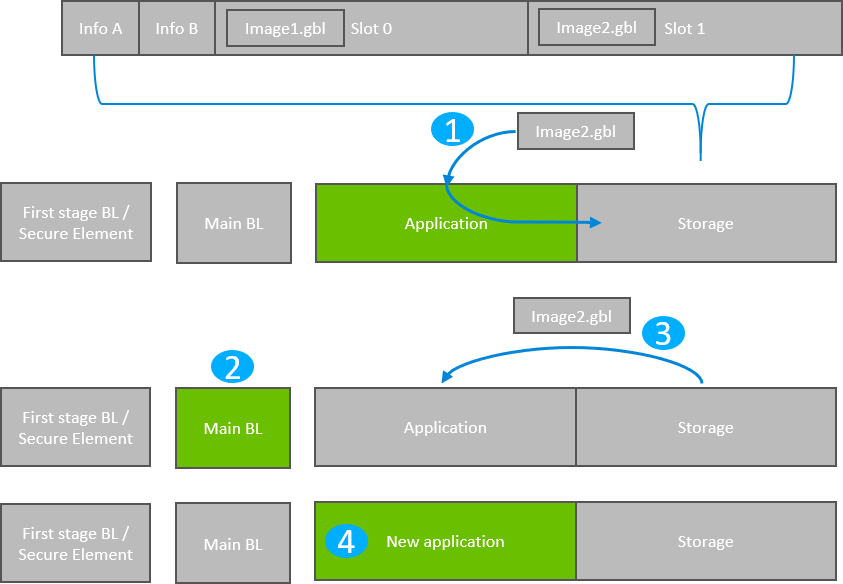 Info A
Info B
Image1.gbl
Slot 0
Image2.gbl
Slot 1
1
Image2.gbl
First stage BL /
Secure Element
Main BL
Application
Storage
Image2.gbl
3
2
First stage BL /
Secure Element
Main BL
Application
Storage
First stage BL /
Secure Element
Main BL
4
New application
Storage